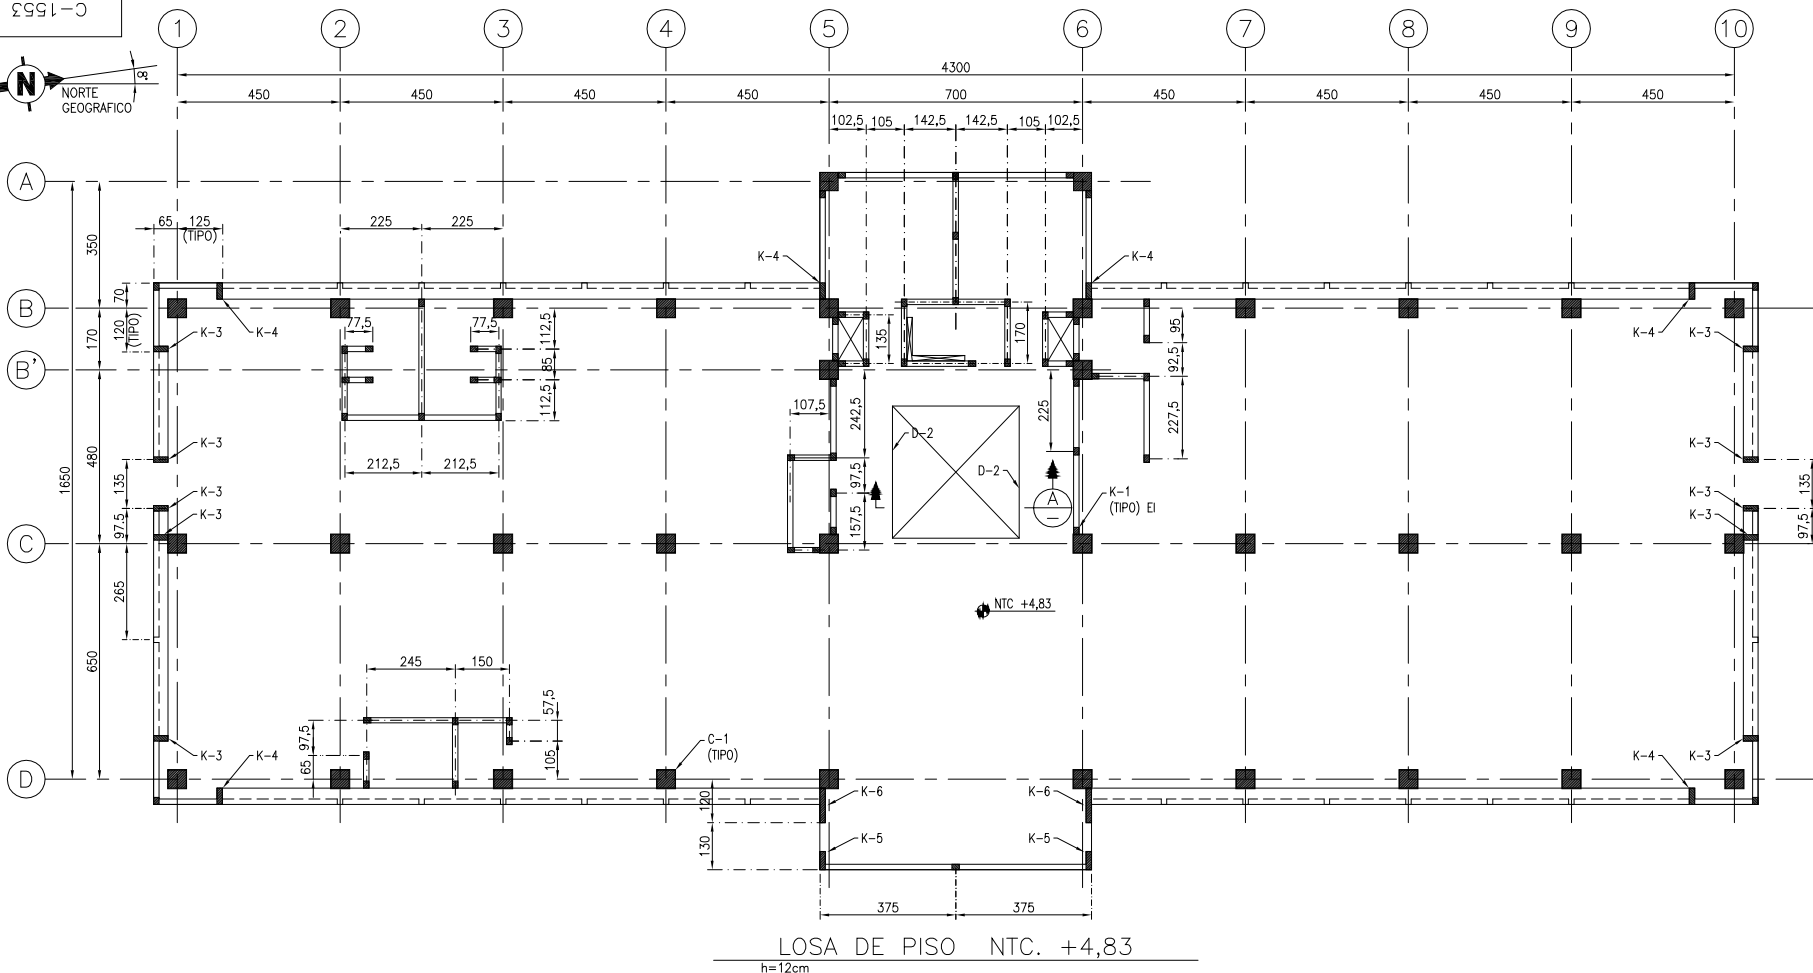 C-1553
1 2 3 4 5 6 7 8 9 10
N
8°
NORTE
GEOGRAFICO
4300
450 450 450 450 700 450 450 450 450
102,5 105 142,5 142,5 105 102,5
A
B
B'
C
D
350
170
480
650
1650
65 125
(TIPO)
225 225
K-4
K-4
70
120
(TIPO)
K-3
K-4
77,5 77,5
112,5
85
112,5
135
170
95
92,5
227,5
K-4
K-3
107,5
242,5
225
D-2
D-2
212,5 212,5
K-3
K-3
135
K-3
K-3
97.5
97,5
157,5
A
K-1
(TIPO) EI
K-3
K-3
135
97,5
265
NTC +4,83
245 150
57,5
105
97,5
65
C-1
(TIPO)
K-3
K-4
K-4
K-3
120
130
K-6
K-6
K-5
K-5
375 375
LOSA DE PISO NTC. +4,83
h=12cm